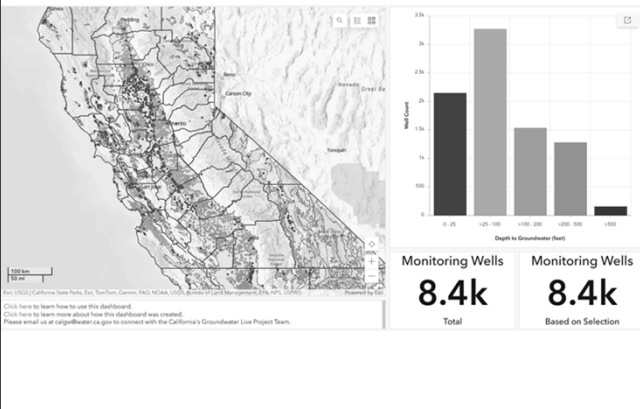 Redding
Chico
Reno
Carson City
Nevada
Great Ba
Tonopah
San Jose
100 km
50 mi
Esri, USGS | California State Parks, Esri, TomTom, Garmin, FAO, NOAA, USGS, Bureau of Land Management, EPA, NPS, USFWS
Powered by Esri
Click here to learn how to use this dashboard.
Click here to learn more about how this dashboard was created.
Please email us at calgw@water.ca.gov to connect with the California's Groundwater Live Project Team.
3.5k
3k
2.5k
2k
1.5k
1k
500
0
Well Count
0 - 25
>25 - 100
>100 - 200
>200 - 500
>500
Depth to Groundwater (feet)
Monitoring Wells
8.4k
Total
Monitoring Wells
8.4k
Based on Selection